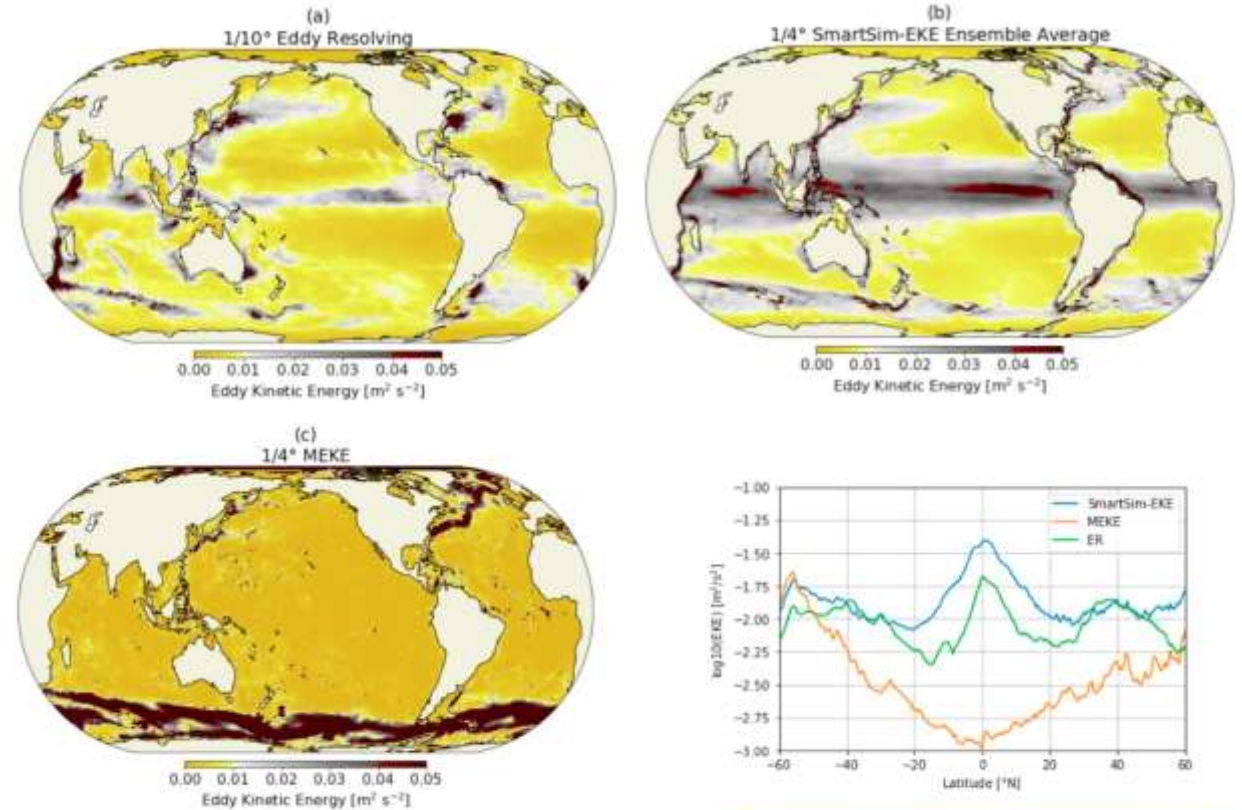 (a)
1/10° Eddy Resolving
0.00 0.01 0.02 0.03 0.04 0.05
Eddy Kinetic Energy [m² s⁻²]
(b)
1/4° SmartSim-EKE Ensemble Average
0.00 0.01 0.02 0.03 0.04 0.05
Eddy Kinetic Energy [m² s⁻²]
(c)
1/4° MEKE
0.00 0.01 0.02 0.03 0.04 0.05
Eddy Kinetic Energy [m² s⁻²]
−1.00
−1.25
−1.50
−1.75
−2.00
−2.25
−2.50
−2.75
−3.00
log10(EKE) [m²/s²]
SmartSim-EKE
MEKE
ER
−60 −40 −20 0 20 40 60
Latitude [°N]